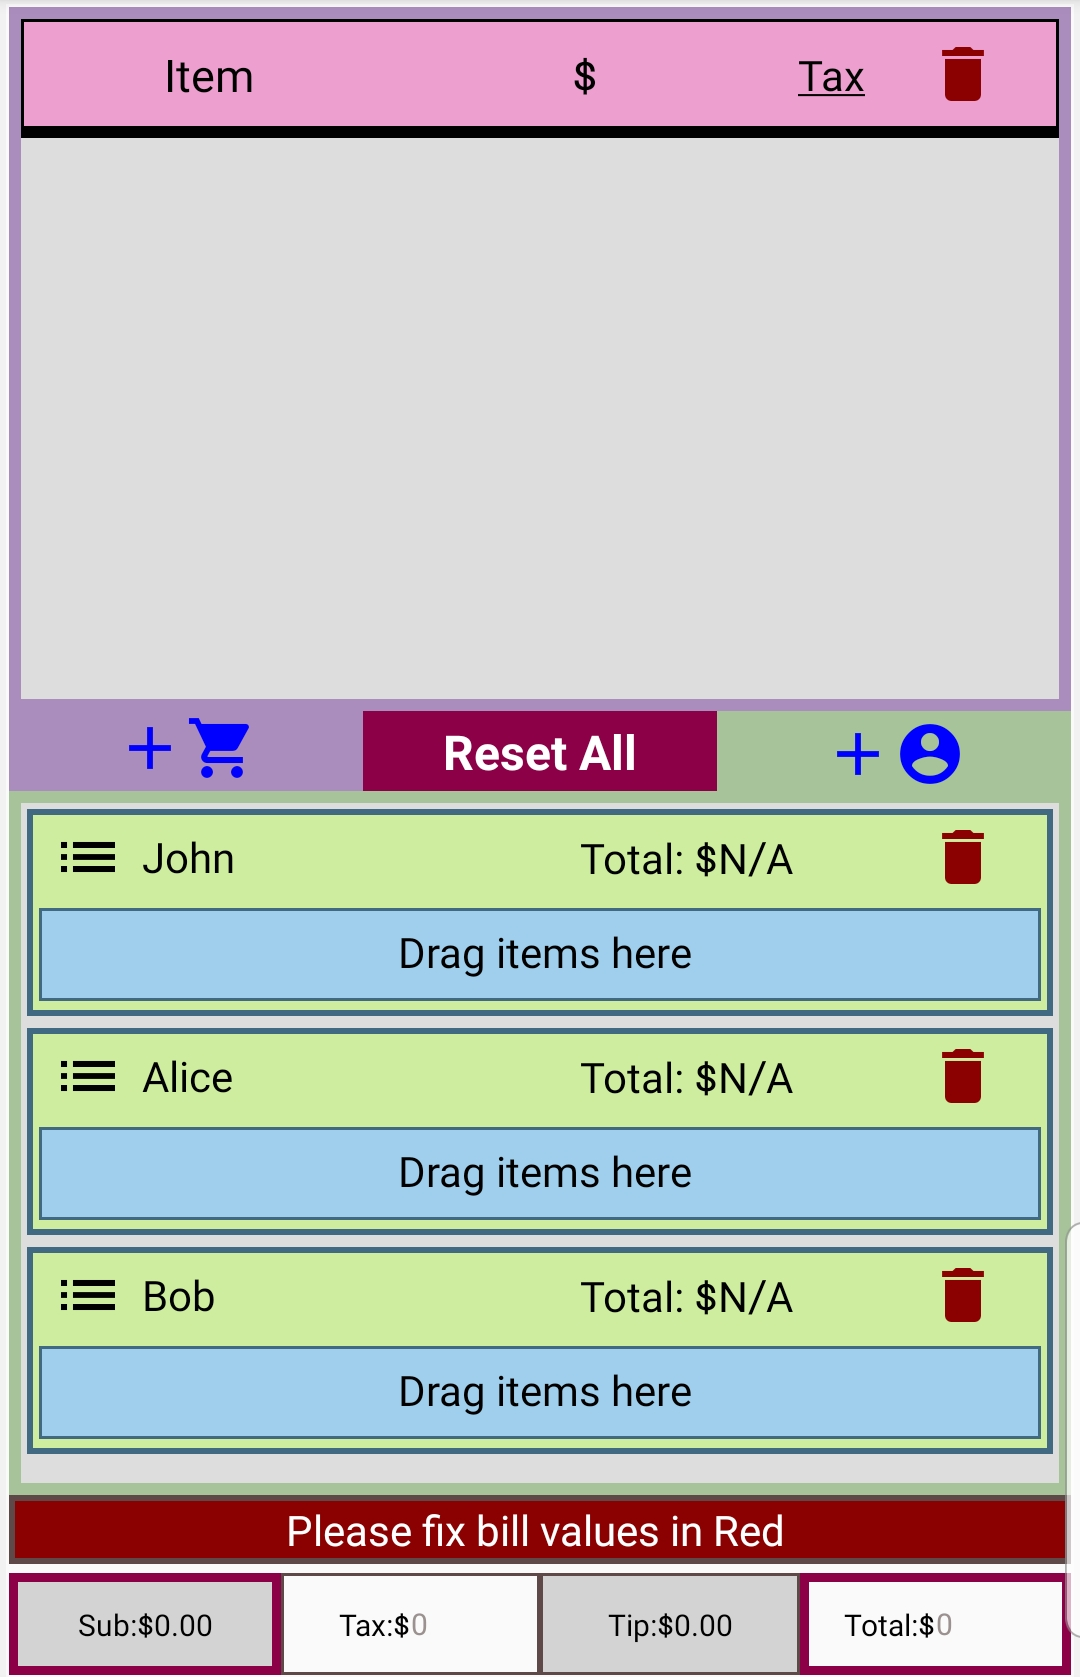 Item $ Tax
Reset All
John Total: $N/A
Drag items here
Alice Total: $N/A
Drag items here
Bob Total: $N/A
Drag items here
Please fix bill values in Red
Sub:$0.00 Tax:$0 Tip:$0.00 Total:$0